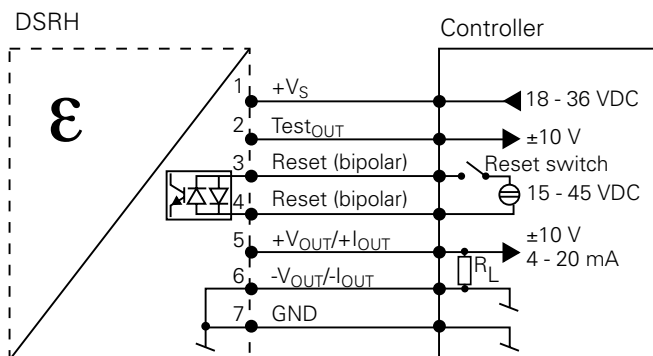 DSRH
Controller
ε
1 +VS 18 - 36 VDC
2 TestOUT ±10 V
3 Reset (bipolar) Reset switch
4 Reset (bipolar) 15 - 45 VDC
5 +VOUT/+IOUT ±10 V
4 - 20 mA
RL
6 -VOUT/-IOUT
7 GND